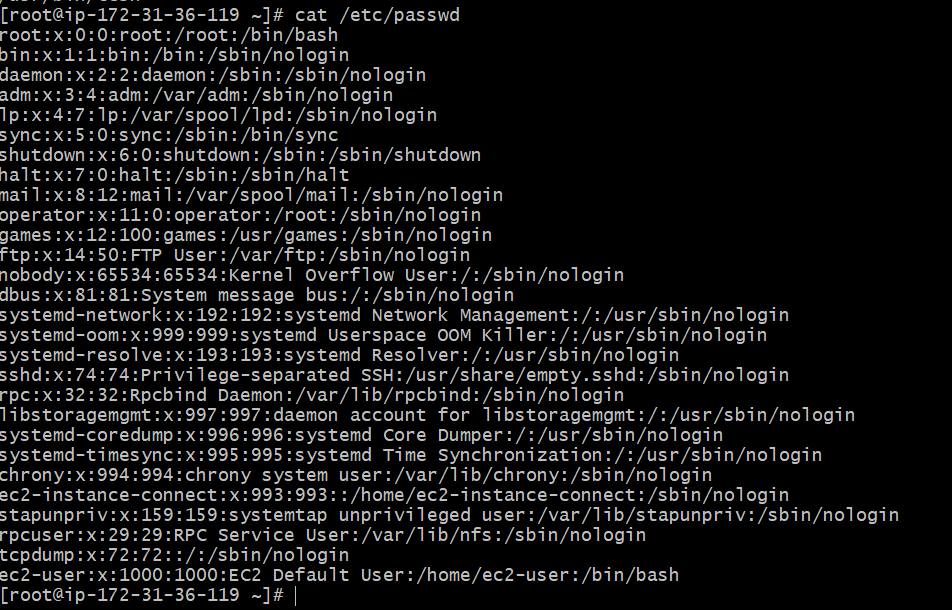 [root@ip-172-31-36-119 ~]# cat /etc/passwd
root:x:0:0:root:/root:/bin/bash
bin:x:1:1:bin:/bin:/sbin/nologin
daemon:x:2:2:daemon:/sbin:/sbin/nologin
adm:x:3:4:adm:/var/adm:/sbin/nologin
lp:x:4:7:lp:/var/spool/lpd:/sbin/nologin
sync:x:5:0:sync:/sbin:/bin/sync
shutdown:x:6:0:shutdown:/sbin:/sbin/shutdown
halt:x:7:0:halt:/sbin:/sbin/halt
mail:x:8:12:mail:/var/spool/mail:/sbin/nologin
operator:x:11:0:operator:/root:/sbin/nologin
games:x:12:100:games:/usr/games:/sbin/nologin
ftp:x:14:50:FTP User:/var/ftp:/sbin/nologin
nobody:x:65534:65534:Kernel Overflow User:/:/sbin/nologin
dbus:x:81:81:System message bus:/:/sbin/nologin
systemd-network:x:192:192:systemd Network Management:/:/usr/sbin/nologin
systemd-oom:x:999:999:systemd Userspace OOM Killer:/:/usr/sbin/nologin
systemd-resolve:x:193:193:systemd Resolver:/:/usr/sbin/nologin
sshd:x:74:74:Privilege-separated SSH:/usr/share/empty.sshd:/sbin/nologin
rpc:x:32:32:Rpcbind Daemon:/var/lib/rpcbind:/sbin/nologin
libstoragemgmt:x:997:997:daemon account for libstoragemgmt:/:/usr/sbin/nologin
systemd-coredump:x:996:996:systemd Core Dumper:/:/usr/sbin/nologin
systemd-timesync:x:995:995:systemd Time Synchronization:/:/usr/sbin/nologin
chrony:x:994:994:chrony system user:/var/lib/chrony:/sbin/nologin
ec2-instance-connect:x:993:993::/home/ec2-instance-connect:/sbin/nologin
stapunpriv:x:159:159:systemtap unprivileged user:/var/lib/stapunpriv:/sbin/nologin
rpcuser:x:29:29:RPC Service User:/var/lib/nfs:/sbin/nologin
tcpdump:x:72:72::/:/sbin/nologin
ec2-user:x:1000:1000:EC2 Default User:/home/ec2-user:/bin/bash
[root@ip-172-31-36-119 ~]#